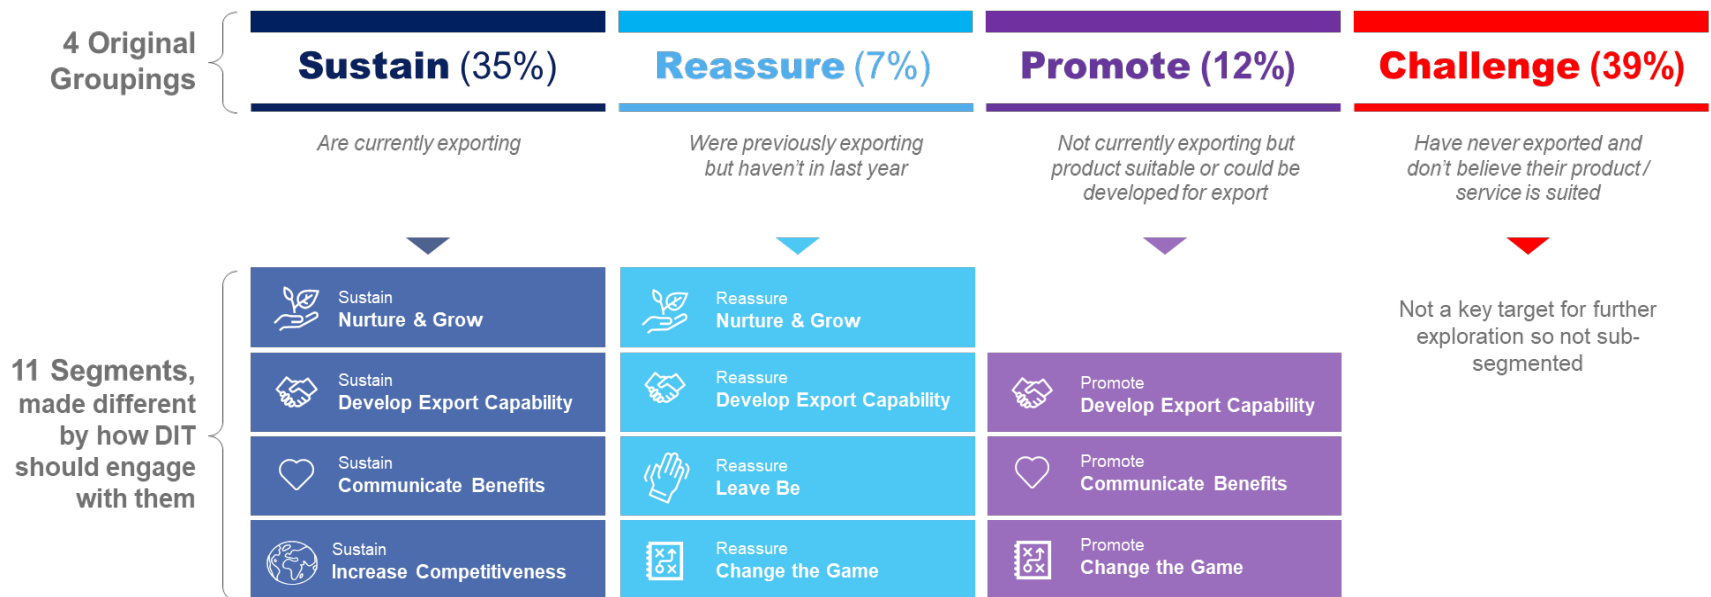 4 Original
Groupings
Sustain (35%)
Reassure (7%)
Promote (12%)
Challenge (39%)
Are currently exporting
Were previously exporting
but haven't in last year
Not currently exporting but
product suitable or could be
developed for export
Have never exported and
don't believe their product /
service is suited
11 Segments,
made different
by how DIT
should engage
with them
Sustain
Nurture & Grow
Sustain
Develop Export Capability
Sustain
Communicate Benefits
Sustain
Increase Competitiveness
Reassure
Nurture & Grow
Reassure
Develop Export Capability
Reassure
Leave Be
Reassure
Change the Game
Promote
Develop Export Capability
Promote
Communicate Benefits
Promote
Change the Game
Not a key target for further
exploration so not sub-
segmented